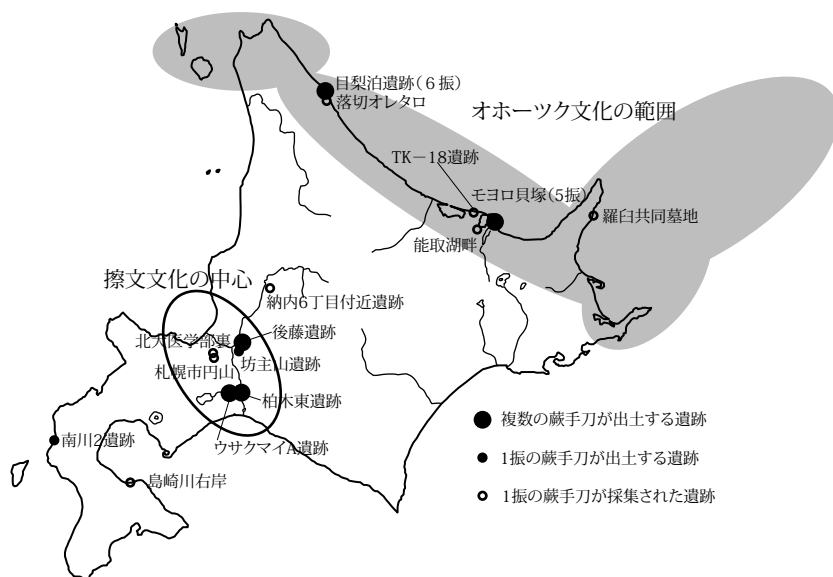 目梨泊遺跡(6振)
落切オレタロ
オホーツク文化の範囲
TK-18遺跡
モヨロ貝塚(5振)
羅臼共同墓地
能取湖畔
擦文文化の中心
納内6丁目付近遺跡
北大医学部裏
後藤遺跡
坊主山遺跡
札幌市円山
柏木東遺跡
ウサクマイA遺跡
南川2遺跡
島崎川右岸
複数の蕨手刀が出土する遺跡
1振の蕨手刀が出土する遺跡
1振の蕨手刀が採集された遺跡